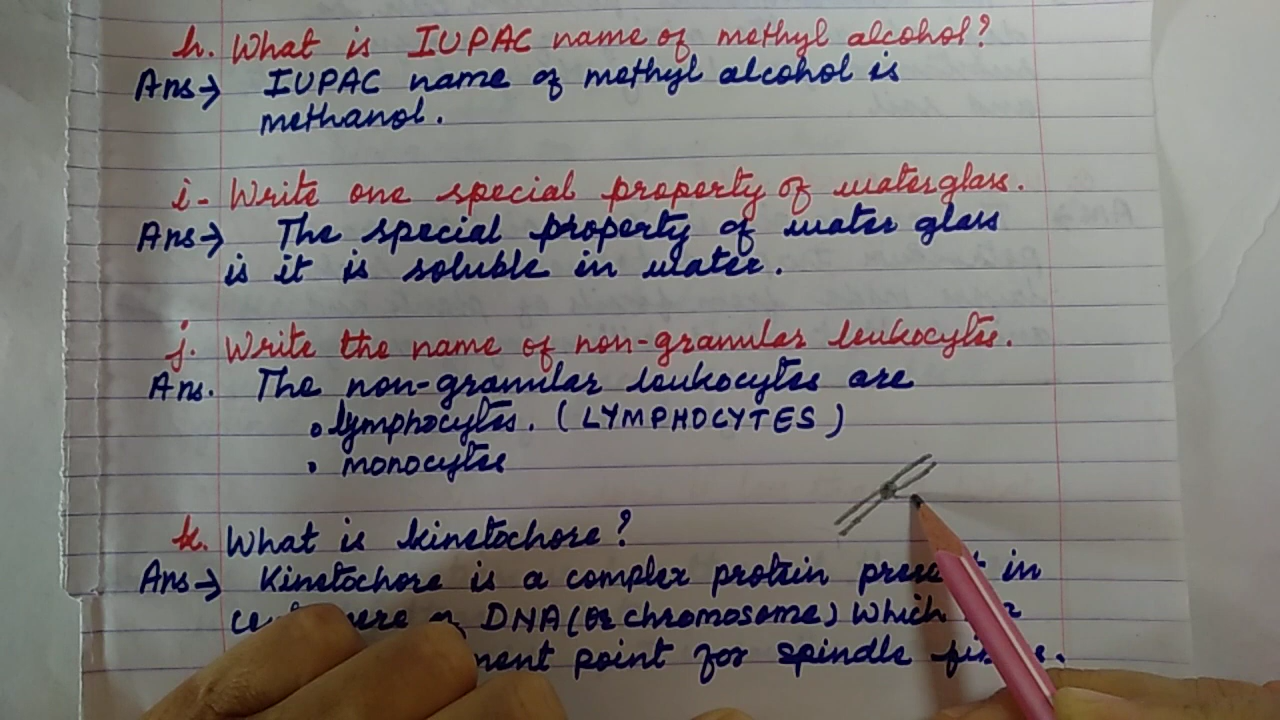 h. What is IUPAC name of methyl alcohol?
Ans→ IUPAC name of methyl alcohol is
methanol.
i- Write one special property of waterglass.
Ans→ The special property of water glass
is it is soluble in water.
j. Write the name of non-granular leukocytes.
Ans. The non-granular leukocytes are
• lymphocytes. (LYMPHOCYTES)
• monocytes
k. What is kinetochore?
Ans→ Kinetochore is a complex protein present in
DNA (or chromosome) which
point for spindle